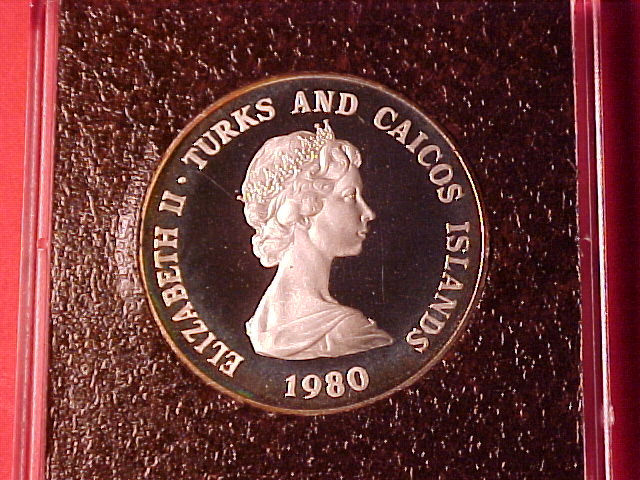 ELIZABETH II · TURKS AND CAICOS ISLANDS
1980